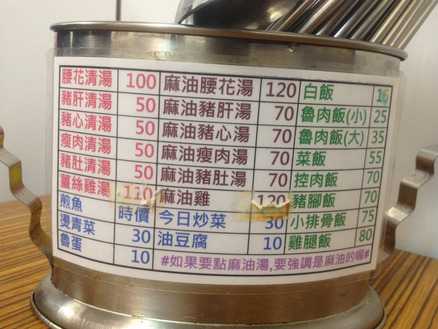 腰花清湯 100 麻油腰花湯 120 白飯
豬肝清湯 50 麻油豬肝湯 70 魯肉飯(小) 25
豬心清湯 50 麻油豬心湯 70 魯肉飯(大) 35
瘦肉清湯 50 麻油瘦肉湯 70 菜飯 55
豬肚清湯 50 麻油豬肚湯 70 控肉飯 70
薑絲雞湯 110 麻油雞 120 豬腳飯 70
煎魚 時價 今日炒菜 30 小排骨飯 75
燙青菜 30 油豆腐 10 雞腿飯 80
魯蛋 10 #如果要點麻油湯,要強調是麻油的喔#